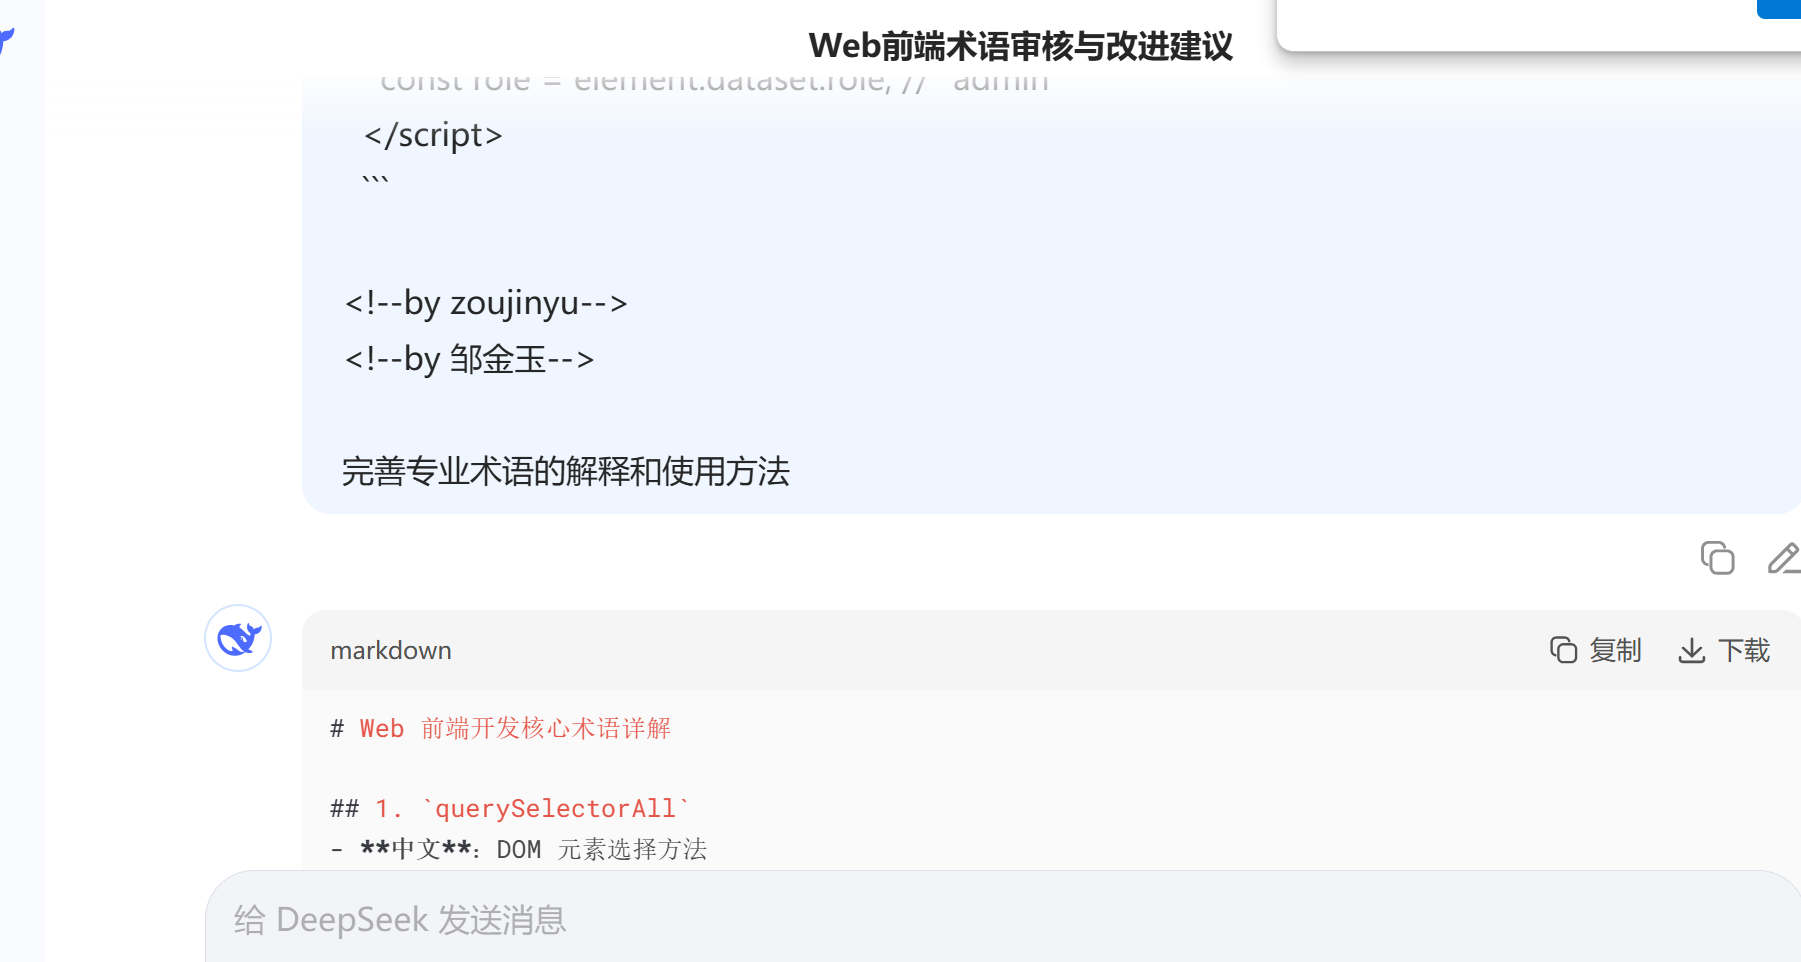 Web前端术语审核与改进建议
const role = element.dataset.role; // "admin"
</script>
```
<!--by zoujinyu-->
<!--by 邹金玉-->
完善专业术语的解释和使用方法
markdown
复制
下载
# Web 前端开发核心术语详解
## 1. `querySelectorAll`
- **中文**: DOM 元素选择方法
给 DeepSeek 发送消息